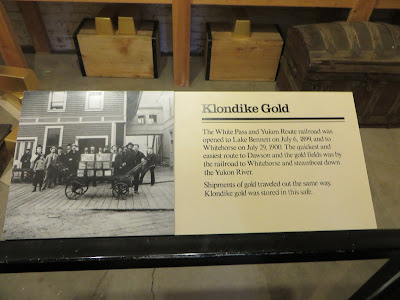 Klondike Gold
The White Pass and Yukon Route railroad was
opened to Lake Bennett on July 6, 1899, and to
Whitehorse on July 29, 1900. The quickest and
easiest route to Dawson and the gold fields was by
the railroad to Whitehorse and steamboat down
the Yukon River.
Shipments of gold traveled out the same way.
Klondike gold was stored in this safe.